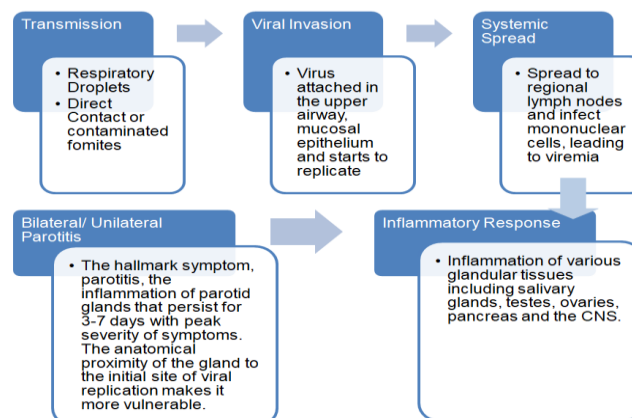 Transmission
• Respiratory
Droplets
• Direct
Contact or
contaminated
fomites
Viral Invasion
• Virus
attached in
the upper
airway,
mucosal
epithelium
and starts to
replicate
Systemic
Spread
• Spread to
regional
lymph nodes
and infect
mononuclear
cells, leading
to viremia
Bilateral/ Unilateral
Parotitis
• The hallmark symptom,
parotitis, the
inflammation of parotid
glands that persist for
3-7 days with peak
severity of symptoms.
The anatomical
proximity of the gland to
the initial site of viral
replication makes it
more vulnerable.
Inflammatory Response
• Inflammation of various
glandular tissues
including salivary
glands, testes, ovaries,
pancreas and the CNS.